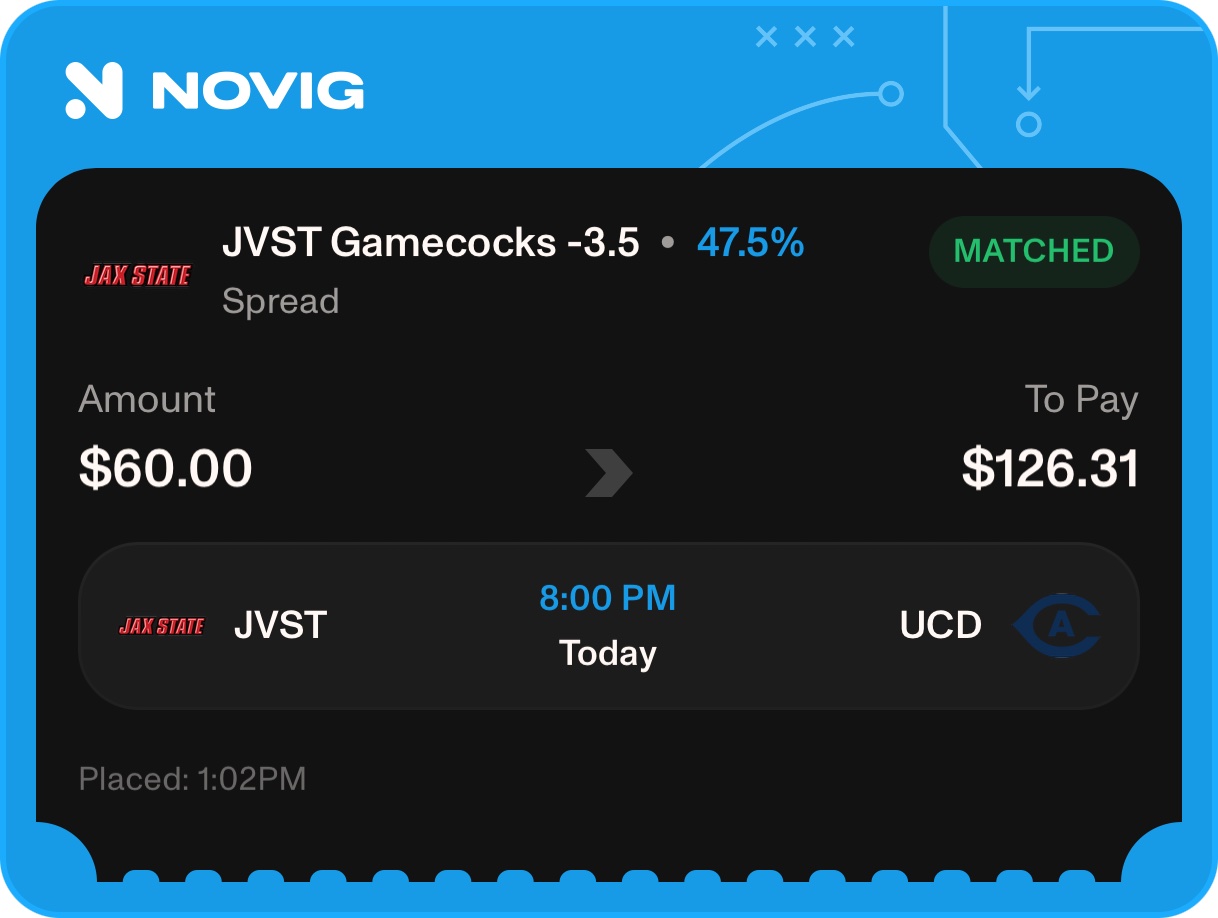 NOVIG
JAX STATE
JVST Gamecocks -3.5 • 47.5%
MATCHED
Spread
Amount
To Pay
$60.00
$126.31
JAX STATE
JVST
8:00 PM
Today
UCD
CA
Placed: 1:02PM